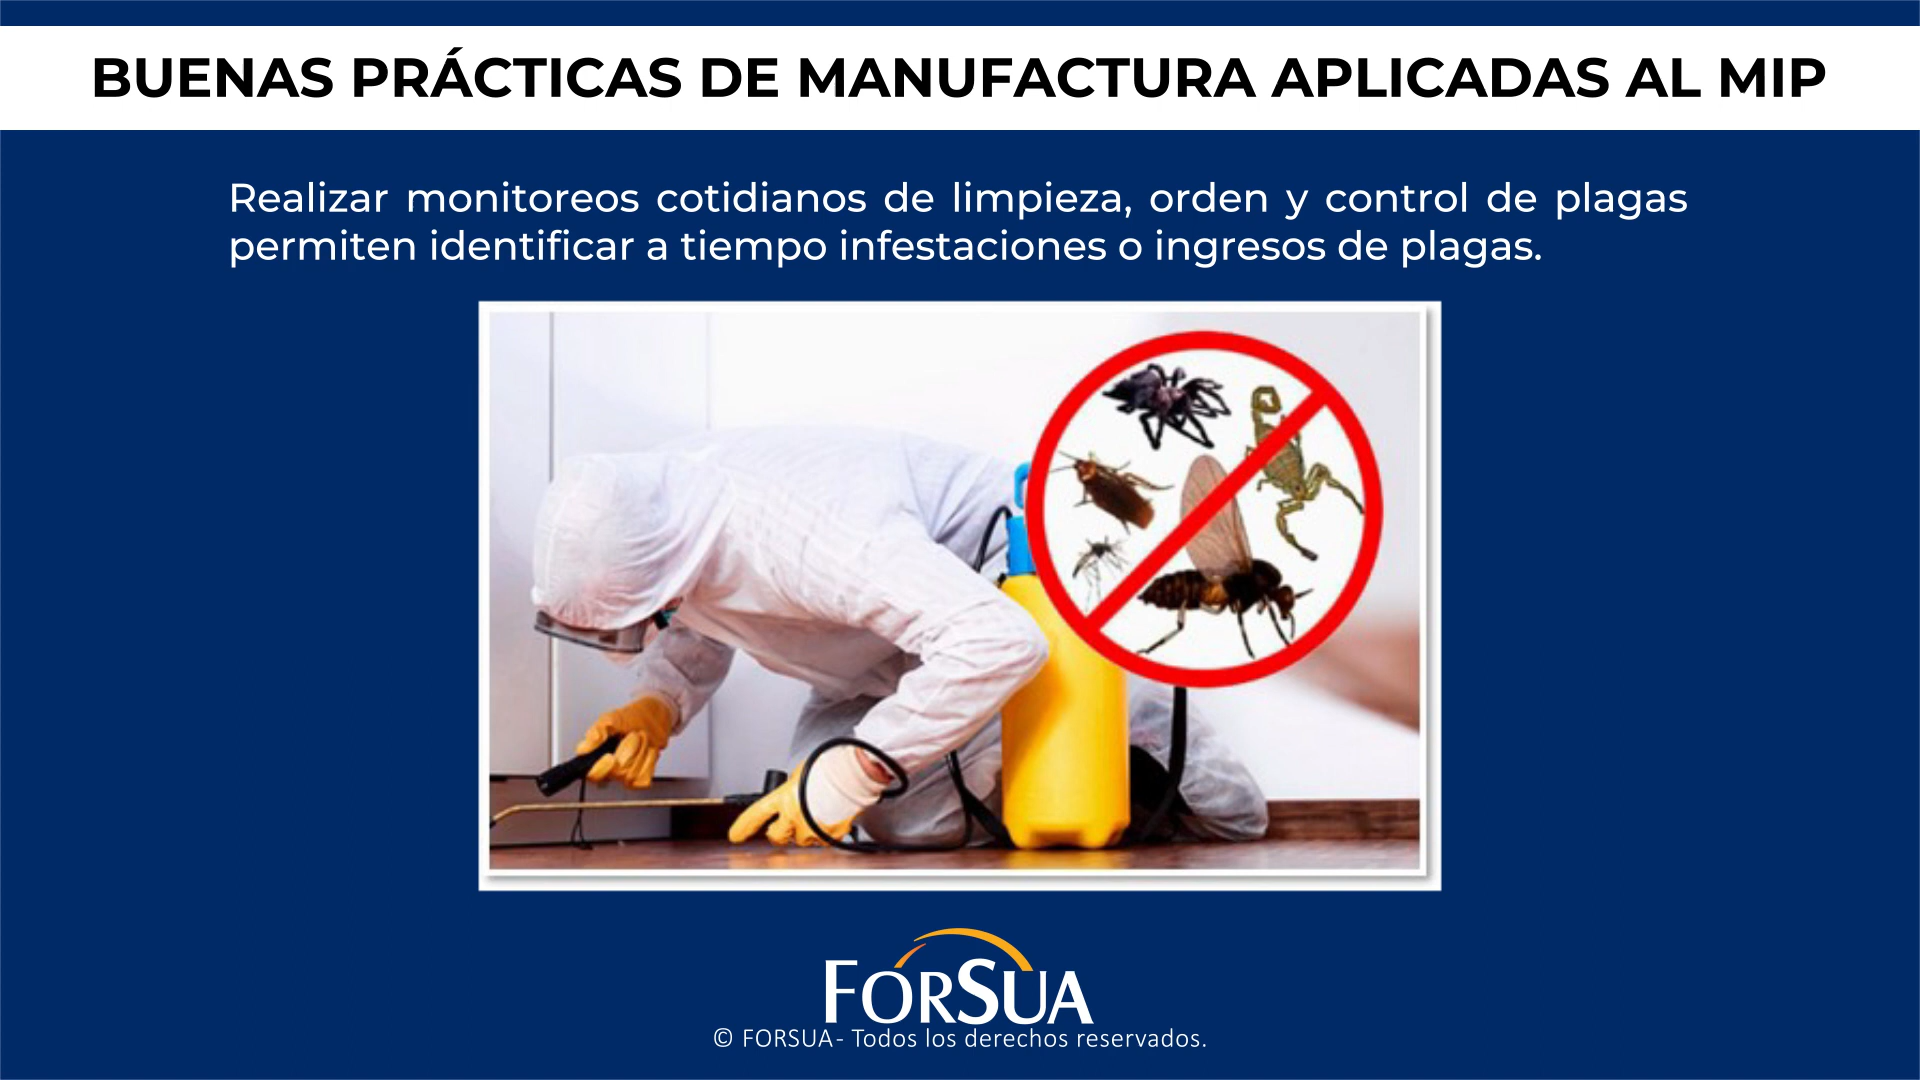 BUENAS PRÁCTICAS DE MANUFACTURA APLICADAS AL MIP
Realizar monitoreos cotidianos de limpieza, orden y control de plagas
permiten identificar a tiempo infestaciones o ingresos de plagas.
FORSUA
© FORSUA- Todos los derechos reservados.